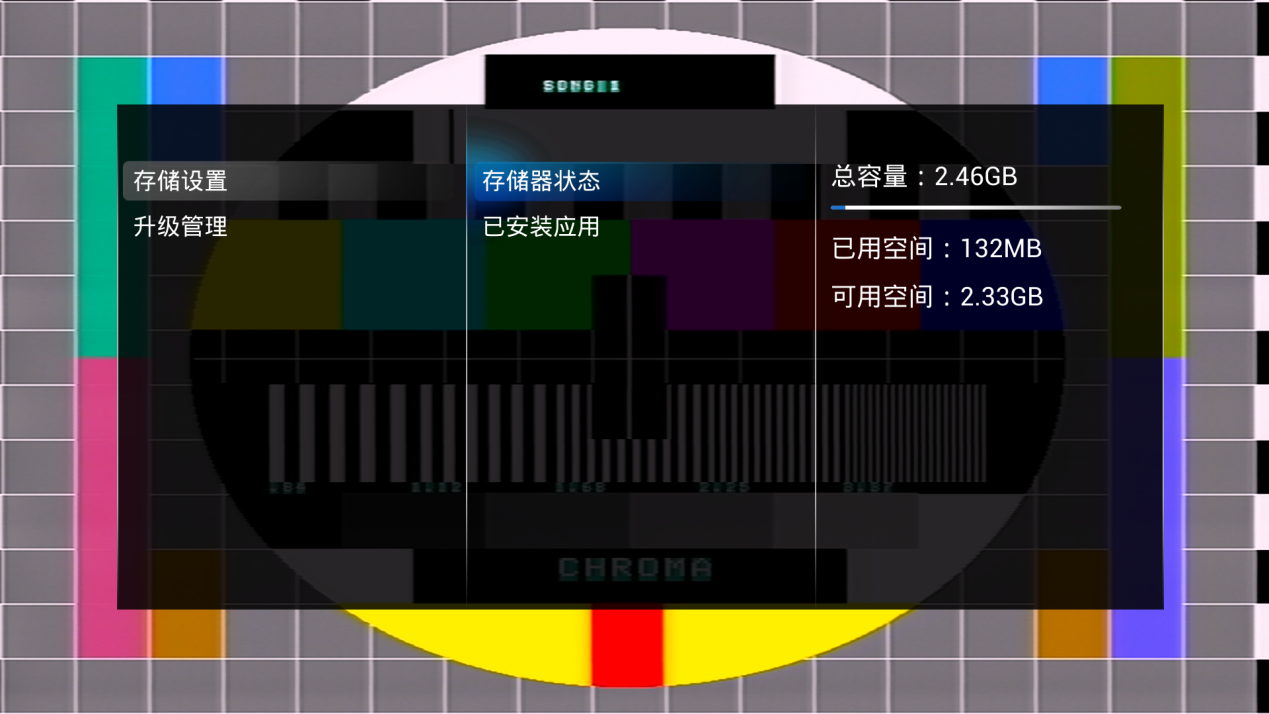 存储设置
升级管理
存储器状态
已安装应用
总容量：2.46GB
已用空间：132MB
可用空间：2.33GB
CHROMA